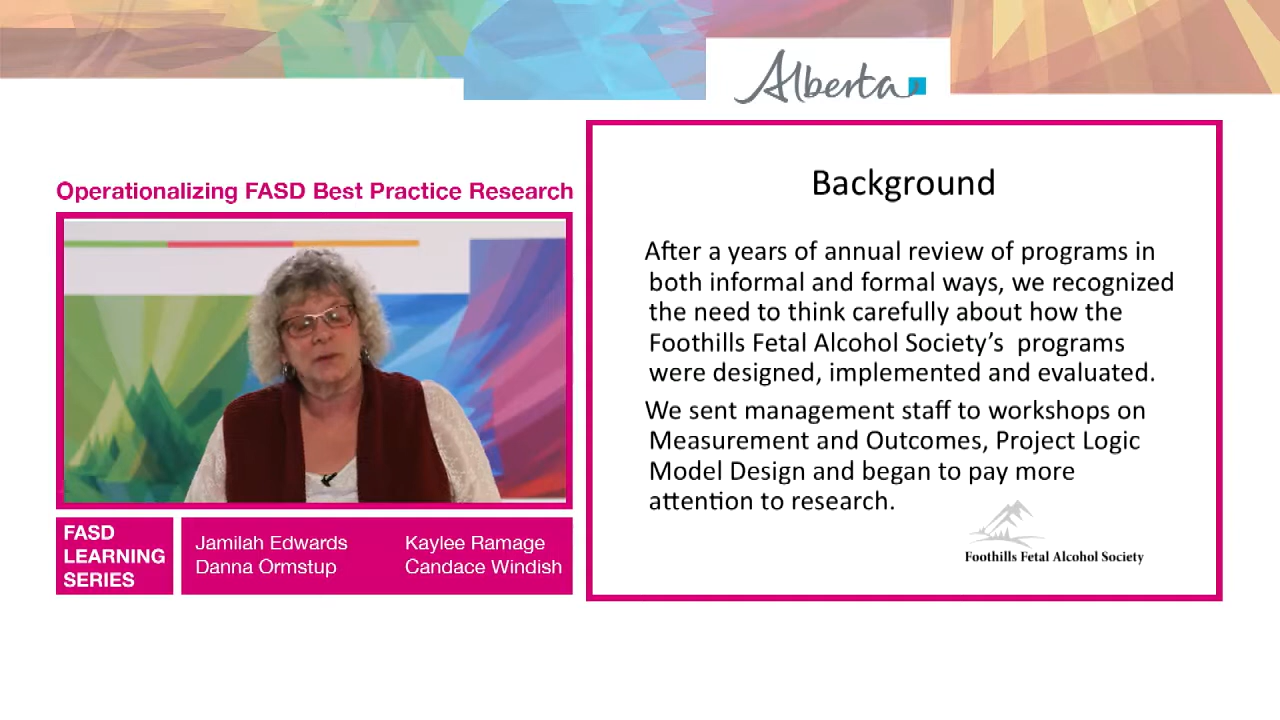 Alberta
Operationalizing FASD Best Practice Research
FASD
LEARNING
SERIES
Jamilah Edwards
Danna Ormstup
Kaylee Ramage
Candace Windish
Background
After a years of annual review of programs in
both informal and formal ways, we recognized
the need to think carefully about how the
Foothills Fetal Alcohol Society’s  programs
were designed, implemented and evaluated.
We sent management staff to workshops on
Measurement and Outcomes, Project Logic
Model Design and began to pay more
attention to research.
Foothills Fetal Alcohol Society